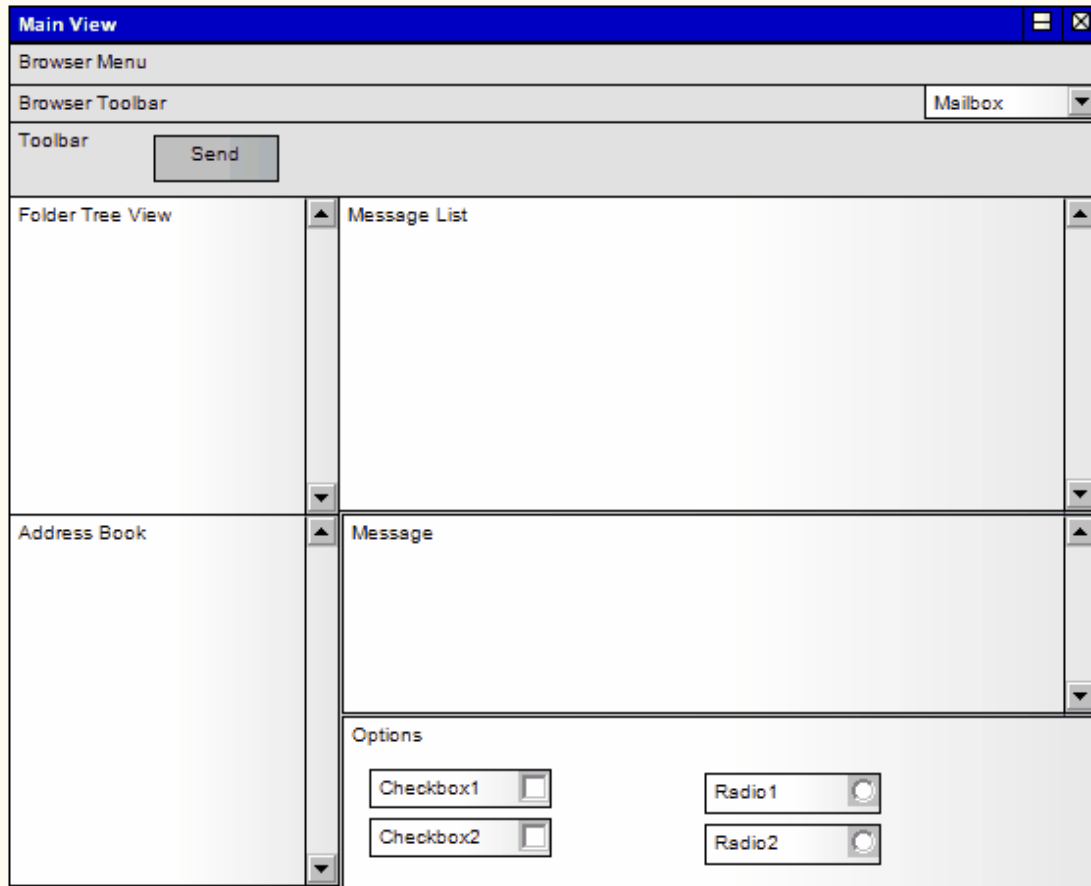 Main View
Browser Menu
Browser Toolbar
Mailbox
Toolbar
Send
Folder Tree View
Message List
Address Book
Message
Options
Checkbox1
Radio1
Checkbox2
Radio2